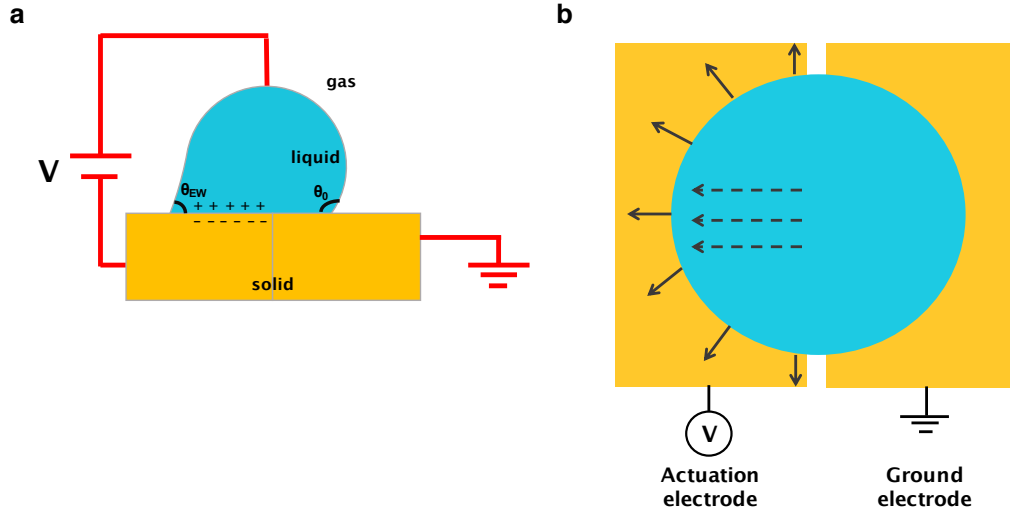 a
gas
liquid
V
θEW
θ0
+ + + + +
− − − − − −
solid
b
V
Actuation
electrode
Ground
electrode